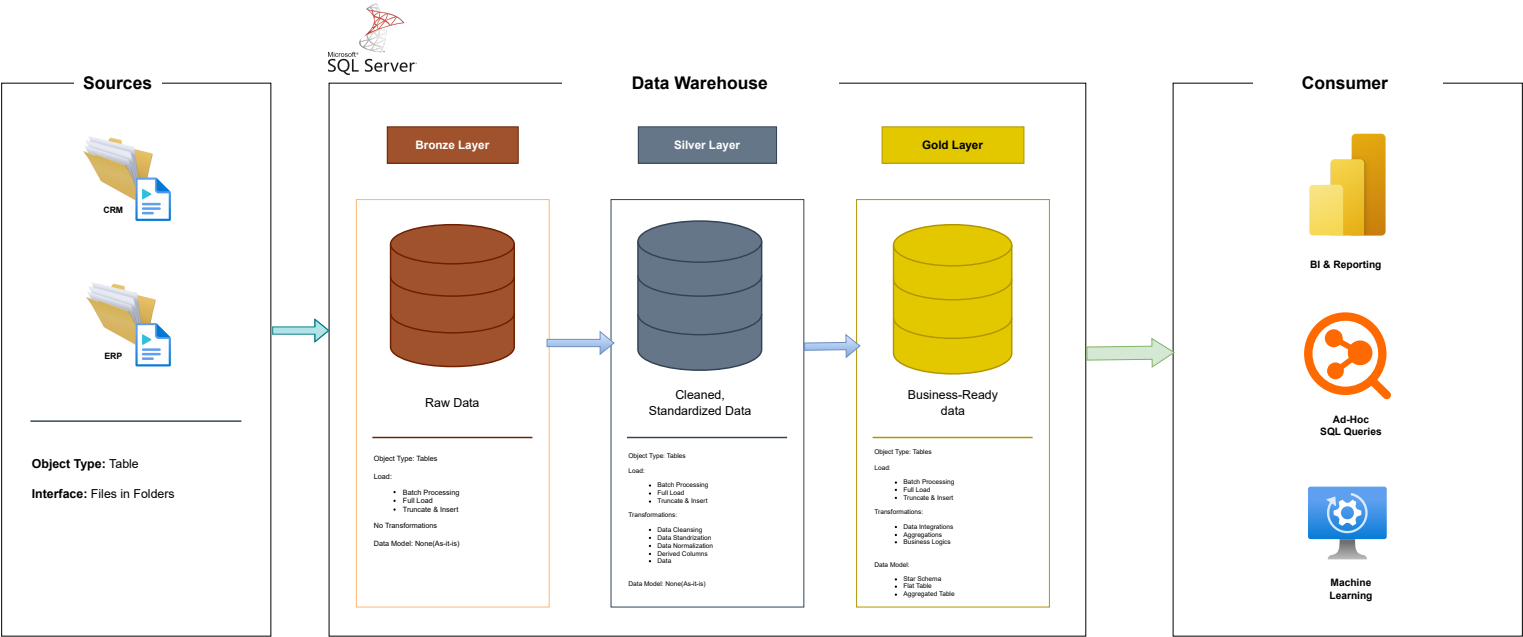 Microsoft®
SQL Server
Sources
CRM
ERP
Object Type: Table
Interface: Files in Folders
Data Warehouse
Bronze Layer
Raw Data
Object Type: Tables
Load:
Batch Processing
Full Load
Truncate & Insert
No Transformations
Data Model: None(As-it-is)
Silver Layer
Cleaned,
Standardized Data
Object Type: Tables
Load:
Batch Processing
Full Load
Truncate & Insert
Transformations:
Data Cleansing
Data Standrization
Data Normalization
Derived Columns
Data
Data Model: None(As-it-is)
Gold Layer
Business-Ready
data
Object Type: Tables
Load:
Batch Processing
Full Load
Truncate & Insert
Transformations:
Data Integrations
Aggregations
Business Logics
Data Model:
Star Schema
Flat Table
Aggregated Table
Consumer
BI & Reporting
Ad-Hoc
SQL Queries
Machine
Learning